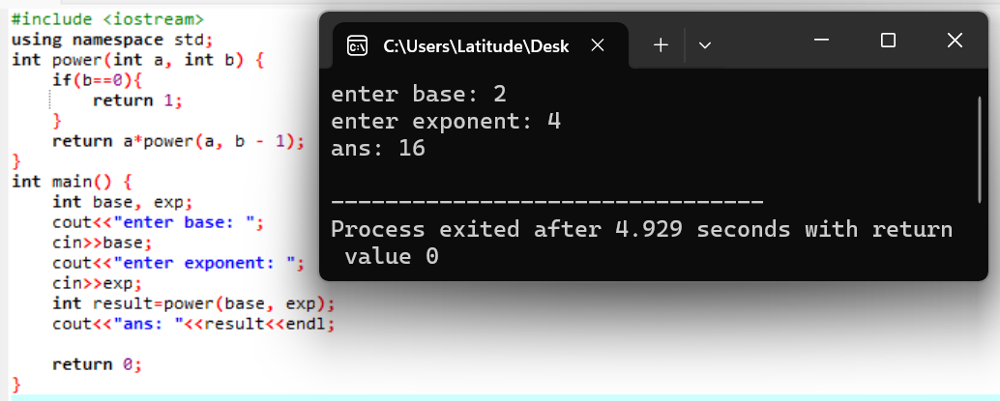 #include <iostream>
using namespace std;
int power(int a, int b) {
    if(b==0){
        return 1;
    }
    return a*power(a, b - 1);
}
int main() {
    int base, exp;
    cout<<"enter base: ";
    cin>>base;
    cout<<"enter exponent: ";
    cin>>exp;
    int result=power(base, exp);
    cout<<"ans: "<<result<<endl;

    return 0;
}
C:\Users\Latitude\Desk
enter base: 2
enter exponent: 4
ans: 16

--------------------------------
Process exited after 4.929 seconds with return
 value 0